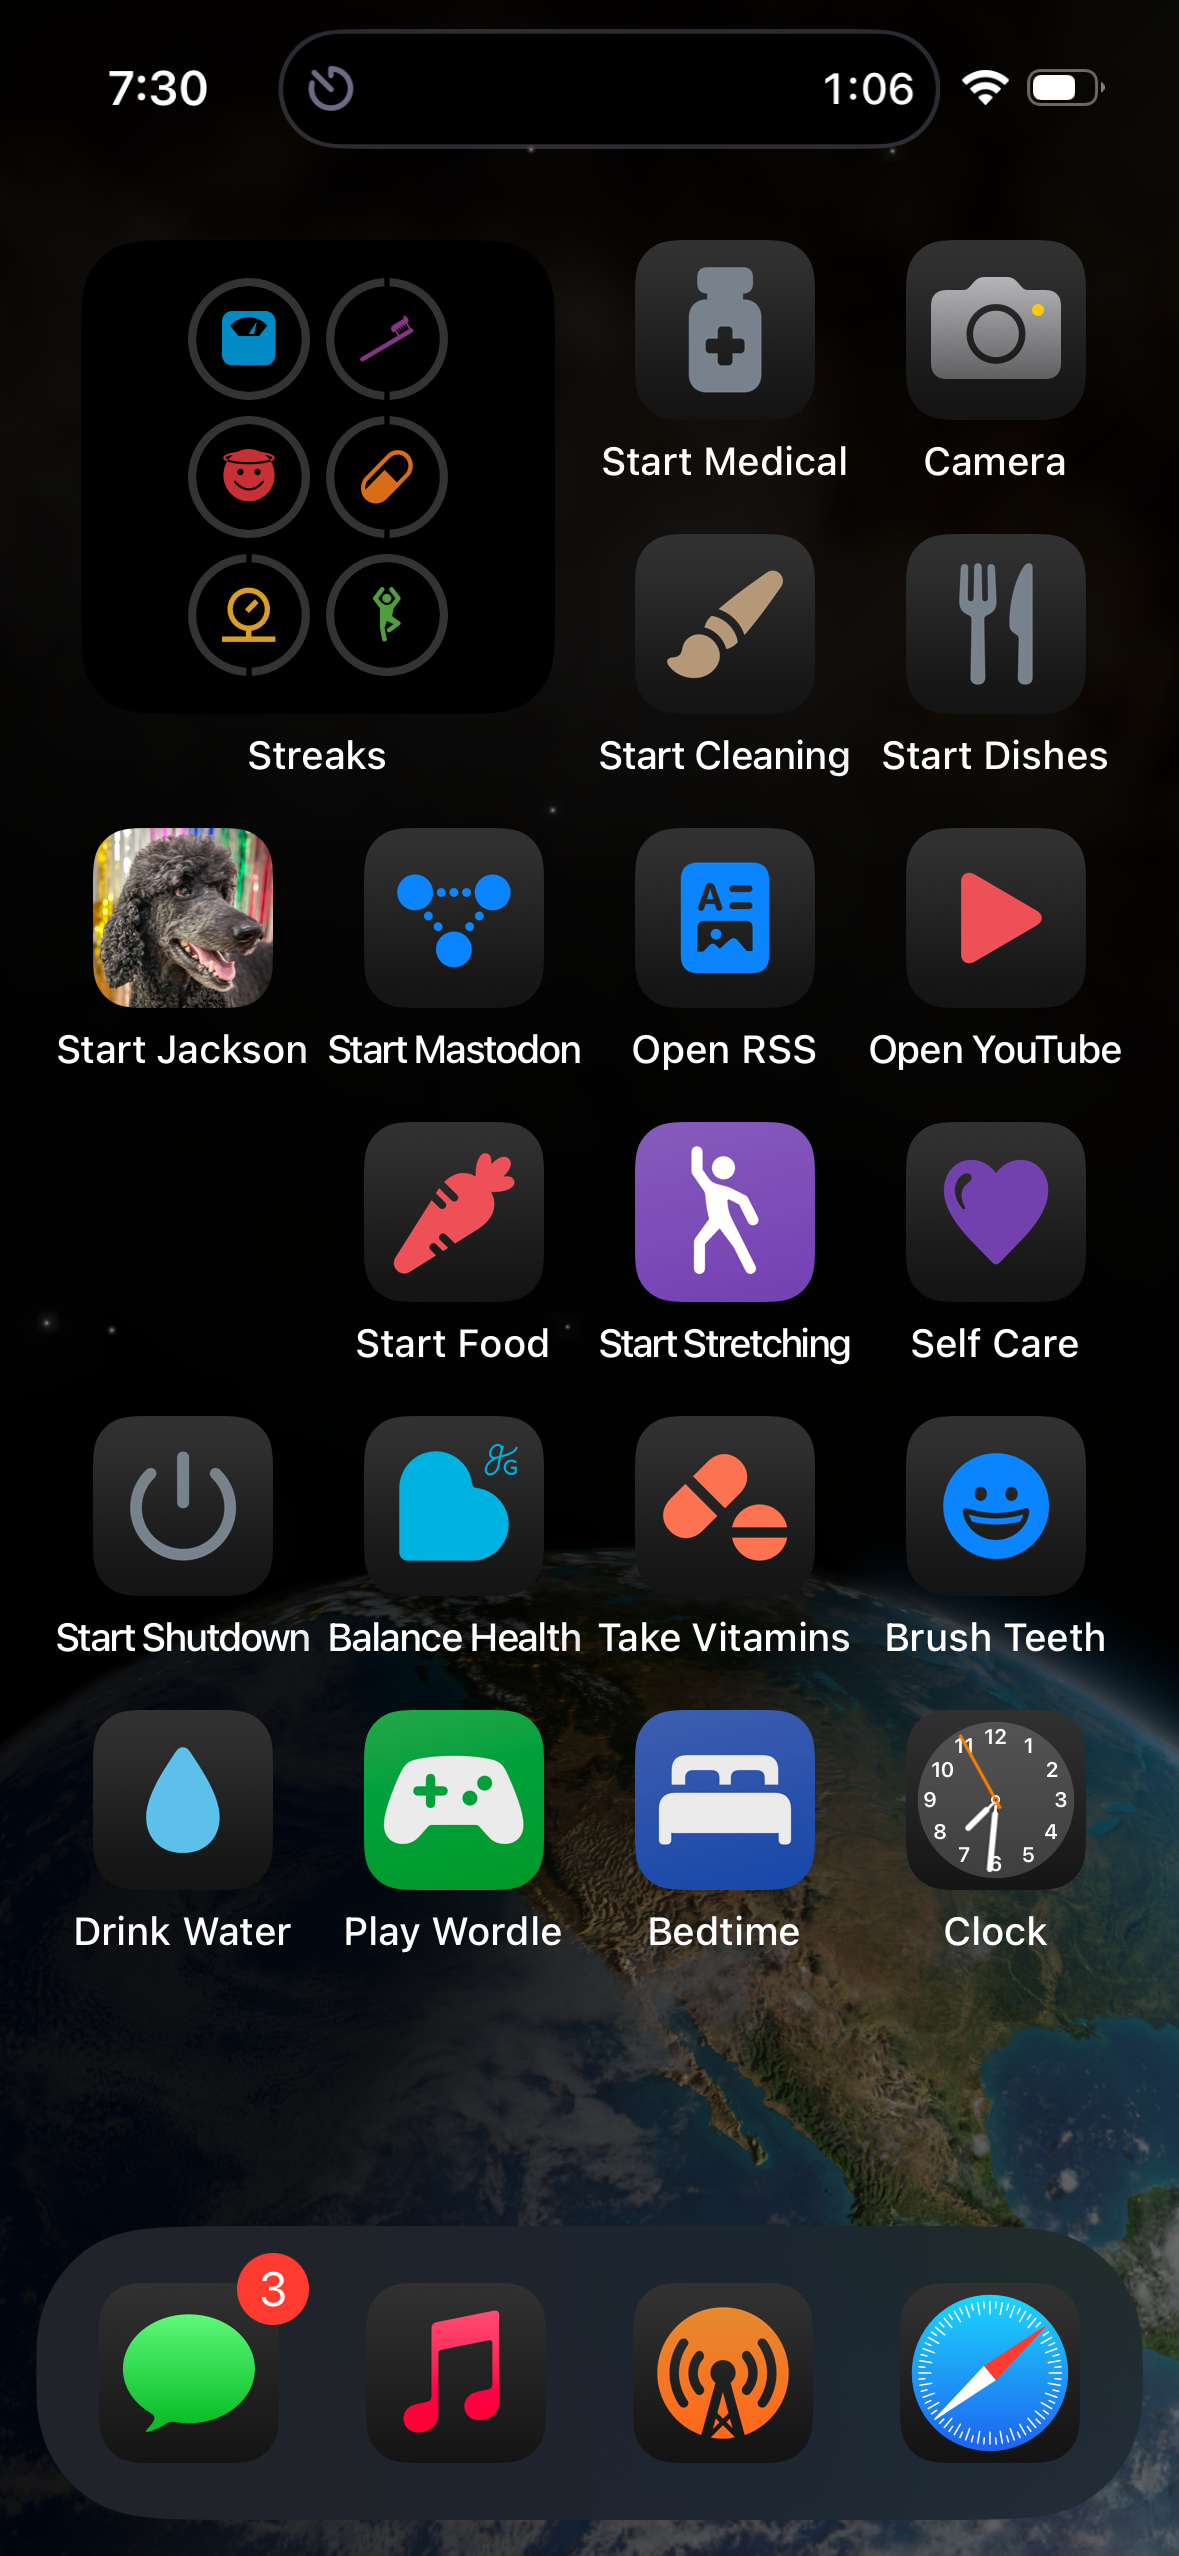 7:30
1:06
Start Medical
Camera
Streaks
Start Cleaning
Start Dishes
A
Start Jackson
Start Mastodon
Open RSS
Open YouTube
Start Food
Start Stretching
Self Care
gG
Start Shutdown
Balance Health
Take Vitamins
Brush Teeth
12
11
1
10
2
9
3
8
4
7
5
6
Drink Water
Play Wordle
Bedtime
Clock
3